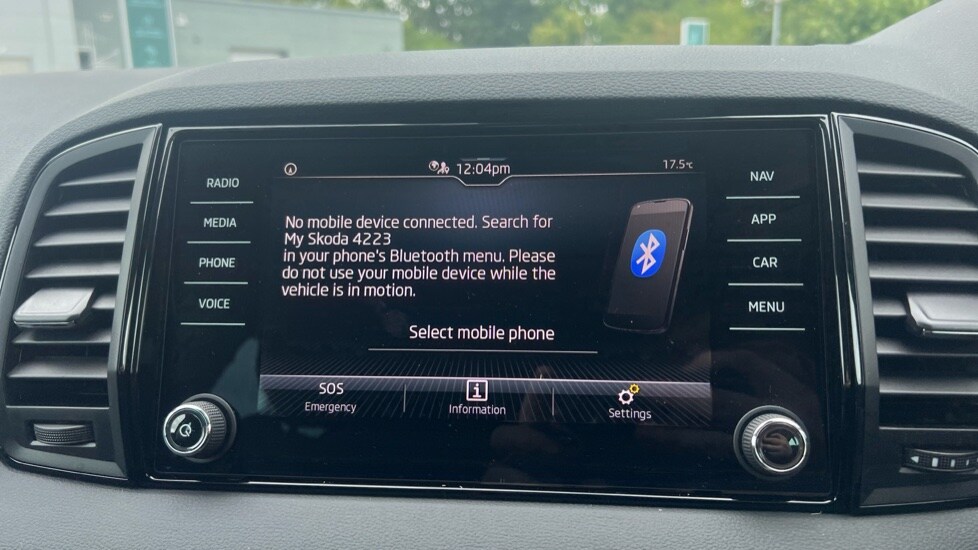 12:04pm
17.5°C
RADIO
MEDIA
PHONE
VOICE
No mobile device connected. Search for
My Skoda 4223
in your phone's Bluetooth menu. Please
do not use your mobile device while the
vehicle is in motion.
Select mobile phone
SOS
Emergency
i
Information
Settings
NAV
APP
CAR
MENU